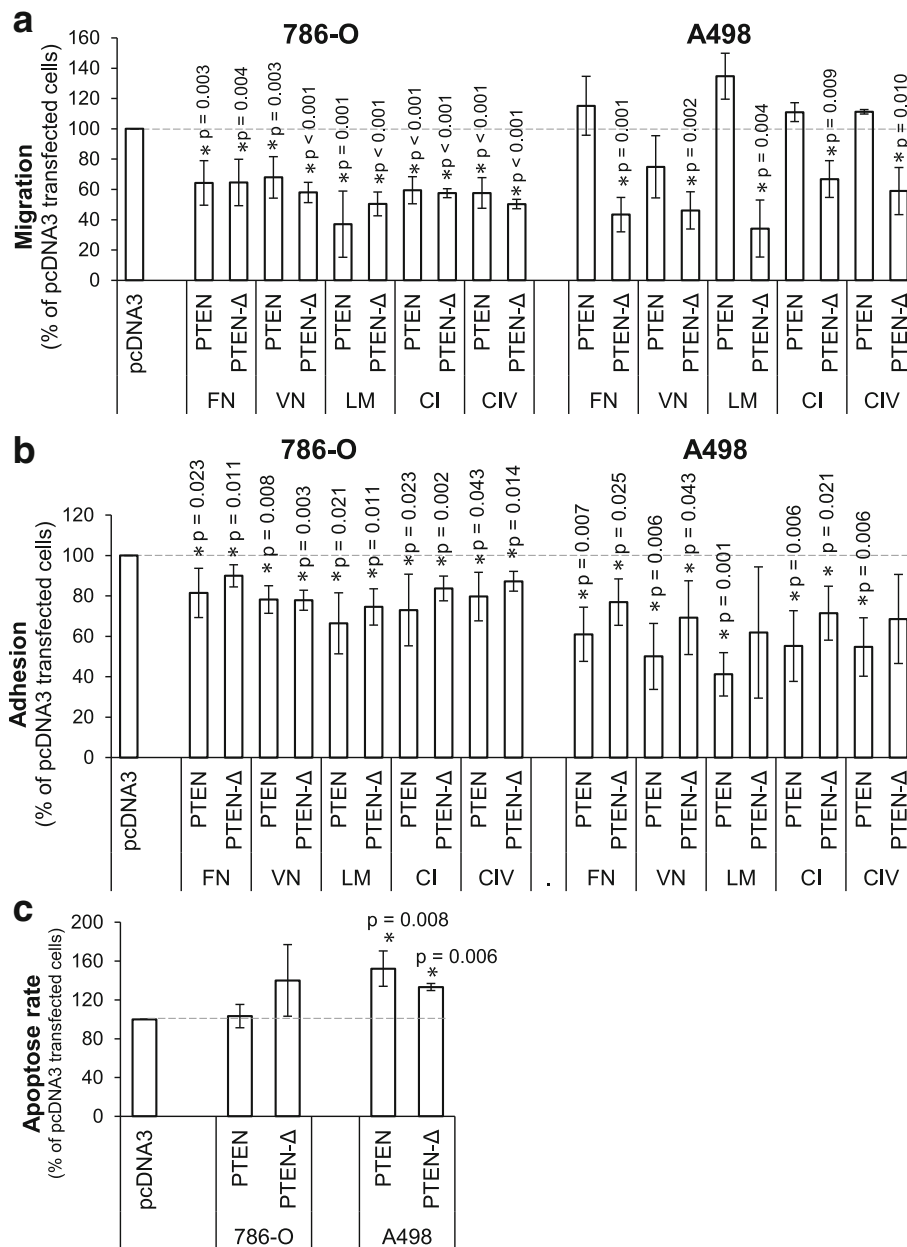 a
786-O
A498
Migration
(% of pcDNA3 transfected cells)
160
140
120
100
80
60
40
20
0
* p = 0.003
* p = 0.004
* p = 0.003
* p < 0.001
* p = 0.001
* p < 0.001
* p < 0.001
* p < 0.001
* p < 0.001
* p < 0.001
* p = 0.001
* p = 0.002
* p = 0.004
* p = 0.009
* p = 0.010
pcDNA3
PTEN
PTEN-Δ
PTEN
PTEN-Δ
PTEN
PTEN-Δ
PTEN
PTEN-Δ
PTEN
PTEN-Δ
PTEN
PTEN-Δ
PTEN
PTEN-Δ
PTEN
PTEN-Δ
PTEN
PTEN-Δ
PTEN
PTEN-Δ
FN VN LM CI CIV FN VN LM CI CIV
b
786-O
A498
Adhesion
(% of pcDNA3 transfected cells)
120
100
80
60
40
20
0
* p = 0.023
* p = 0.011
* p = 0.008
* p = 0.003
* p = 0.021
* p = 0.011
* p = 0.023
* p = 0.002
* p = 0.043
* p = 0.014
* p = 0.007
* p = 0.025
* p = 0.006
* p = 0.043
* p = 0.001
* p = 0.006
* p = 0.021
* p = 0.006
pcDNA3
PTEN
PTEN-Δ
PTEN
PTEN-Δ
PTEN
PTEN-Δ
PTEN
PTEN-Δ
PTEN
PTEN-Δ
PTEN
PTEN-Δ
PTEN
PTEN-Δ
PTEN
PTEN-Δ
PTEN
PTEN-Δ
PTEN
PTEN-Δ
FN VN LM CI CIV . FN VN LM CI CIV
c
Apoptose rate
(% of pcDNA3 transfected cells)
200
160
120
80
40
0
p = 0.008
*
p = 0.006
*
pcDNA3
PTEN
PTEN-Δ
PTEN
PTEN-Δ
786-O A498